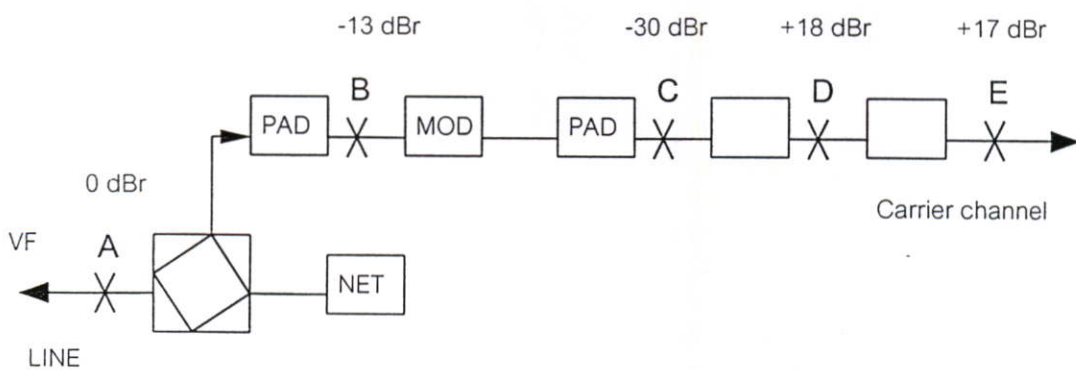 -13 dBr -30 dBr +18 dBr +17 dBr
B C D E
PAD MOD PAD
0 dBr
Carrier channel
VF A
NET
LINE